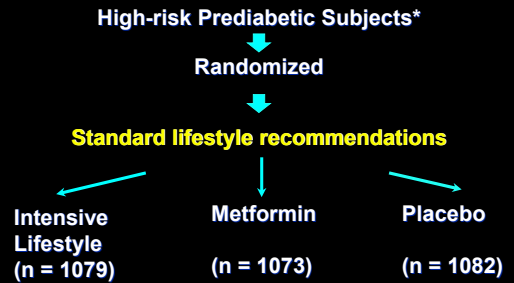 High-risk Prediabetic Subjects*
Randomized
Standard lifestyle recommendations
Intensive
Lifestyle
(n = 1079)
Metformin
(n = 1073)
Placebo
(n = 1082)